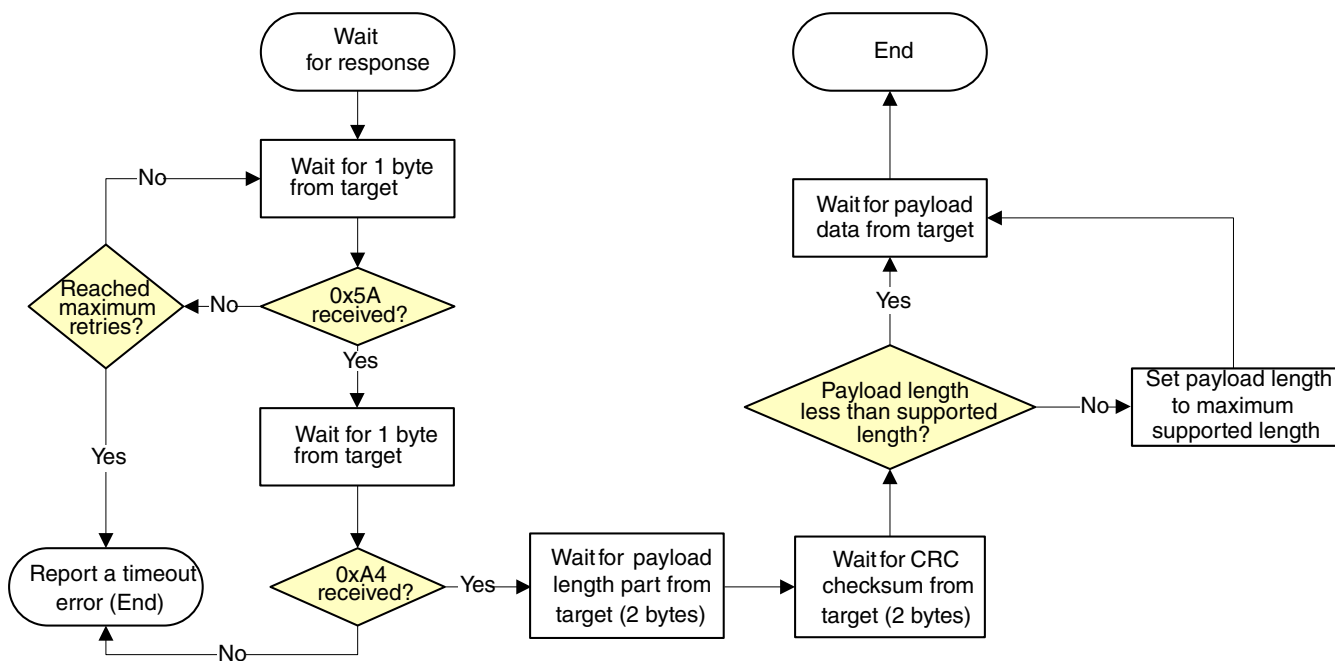 Wait
for response
Wait for 1 byte
from target
No
Reached
maximum
retries?
No
0x5A
received?
Yes
Yes
Wait for 1 byte
from target
Report a timeout
error (End)
0xA4
received?
No
Yes
Wait for payload
length part from
target (2 bytes)
Wait for CRC
checksum from
target (2 bytes)
Payload length
less than supported
length?
No
Set payload length
to maximum
supported length
Yes
Wait for payload
data from target
End